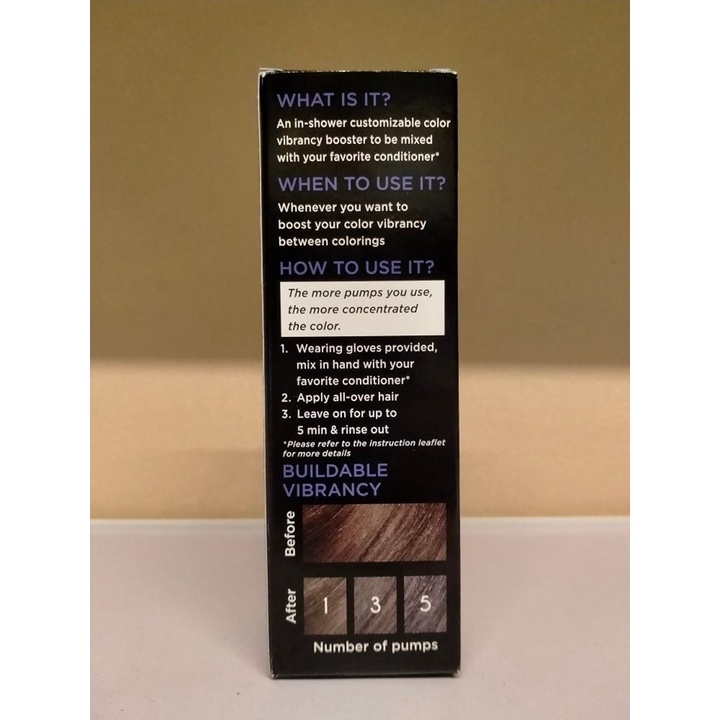 WHAT IS IT?
An in-shower customizable color
vibrancy booster to be mixed
with your favorite conditioner*
WHEN TO USE IT?
Whenever you want to
boost your color vibrancy
between colorings
HOW TO USE IT?
The more pumps you use,
the more concentrated
the color.
1. Wearing gloves provided,
mix in hand with your
favorite conditioner*
2. Apply all-over hair
3. Leave on for up to
5 min & rinse out
*Please refer to the instruction leaflet
for more details
BUILDABLE
VIBRANCY
Before
After
1 3 5
Number of pumps